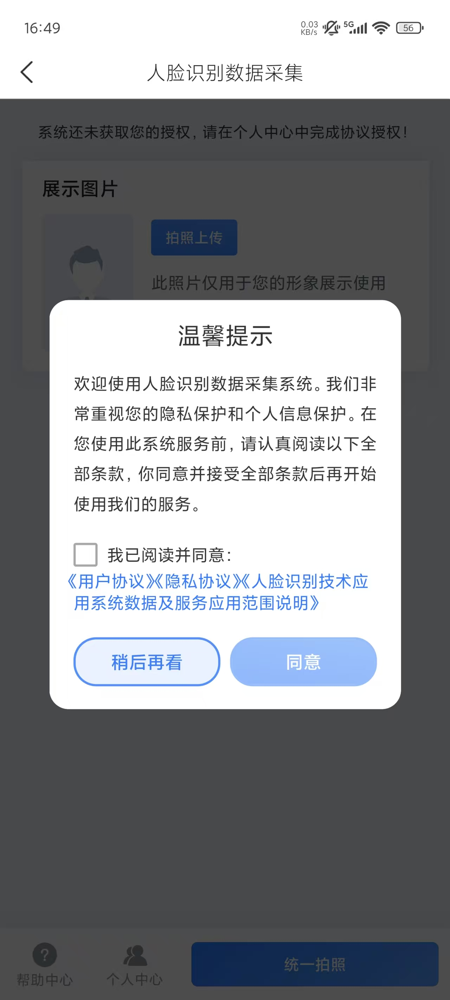 16:49
0.03
KB/s
5G
56
人脸识别数据采集
系统还未获取您的授权，请在个人中心中完成协议授权！
展示图片
拍照上传
此照片仅用于您的形象展示使用
温馨提示
欢迎使用人脸识别数据采集系统。我们非
常重视您的隐私保护和个人信息保护。在
您使用此系统服务前，请认真阅读以下全
部条款，你同意并接受全部条款后再开始
使用我们的服务。
我已阅读并同意：
《用户协议》《隐私协议》《人脸识别技术应
用系统数据及服务应用范围说明》
稍后再看
同意
?
帮助中心
个人中心
统一拍照